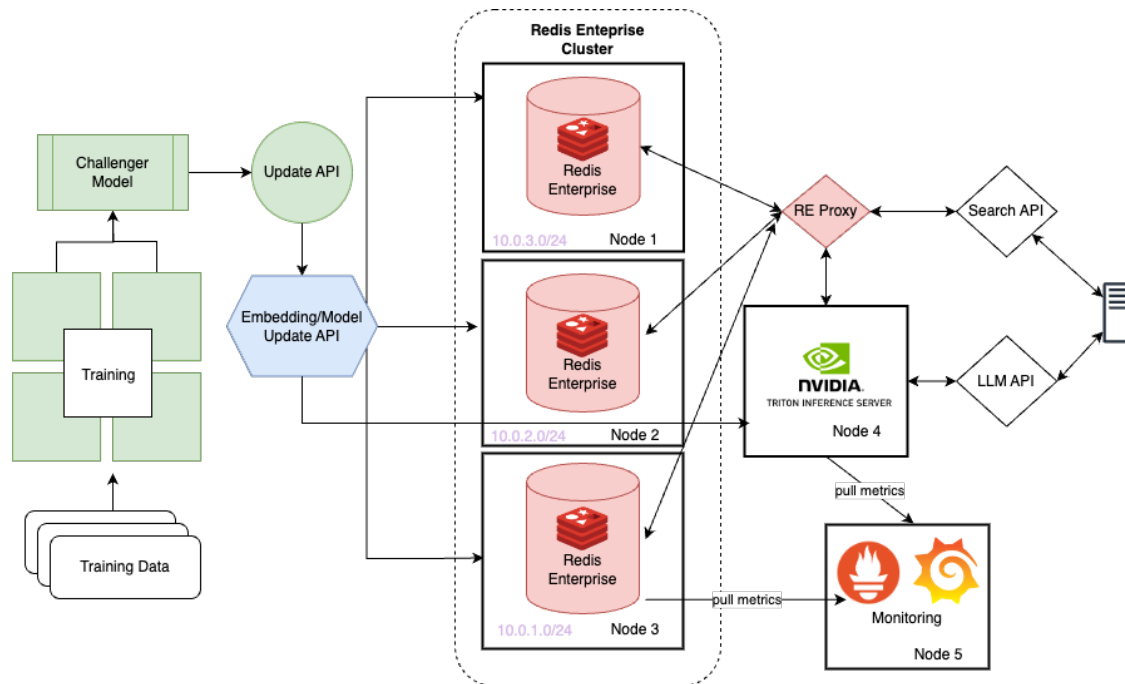 Redis Enteprise
Cluster
Redis
Enterprise
10.0.3.0/24
Node 1
Challenger
Model
Update API
RE Proxy
Search API
Embedding/Model
Update API
Redis
Enterprise
10.0.2.0/24
Node 2
Training
NVIDIA.
TRITON INFERENCE SERVER
Node 4
LLM API
pull metrics
Redis
Enterprise
10.0.1.0/24
Node 3
Training Data
pull metrics
Monitoring
Node 5